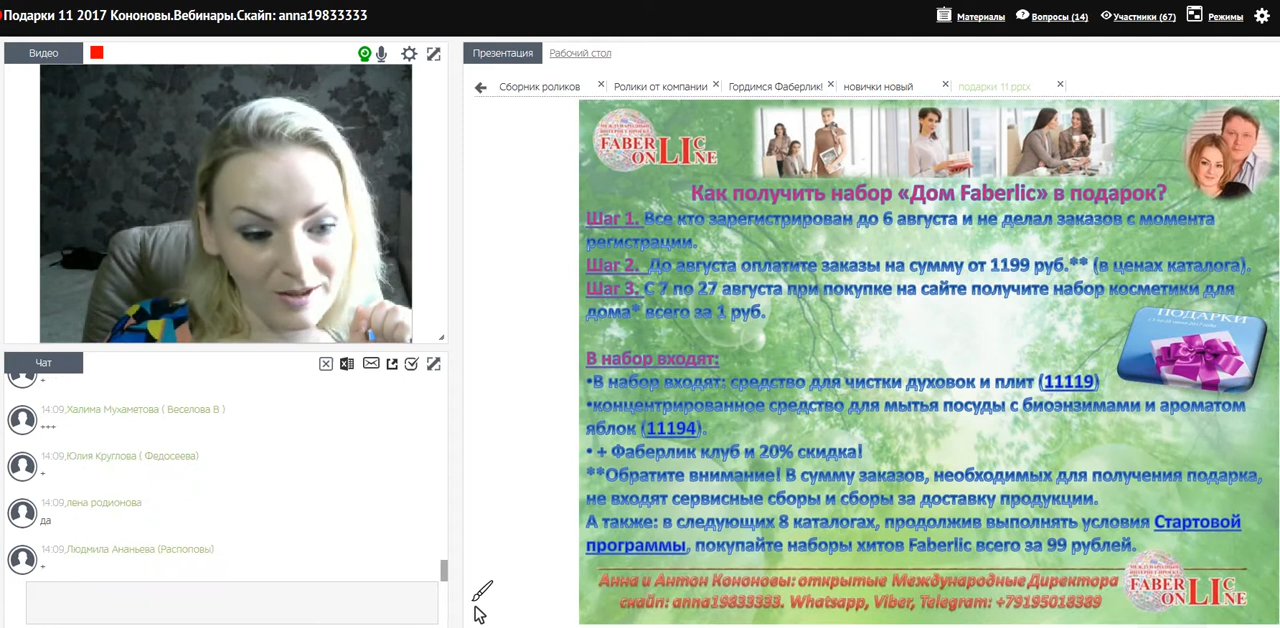 Подарки 11 2017 Кононовы.Вебинары.Скайп: anna19833333
Материалы
Вопросы (14)
Участники (67)
Режимы
Видео
Презентация
Рабочий стол
Сборник роликов
Ролики от компании
Гордимся Фаберлик!
новички новый
подарки 11.pptx
МЕЖДУНАРОДНЫЙ
ИНТЕРНЕТ-ПРОЕКТ
FABERLIC
ONLINE
Как получить набор «Дом Faberlic» в подарок?
Шаг 1. Все кто зарегистрирован до 6 августа и не делал заказов с момента
регистрации.
Шаг 2. До августа оплатите заказы на сумму от 1199 руб.** (в ценах каталога).
Шаг 3. С 7 по 27 августа при покупке на сайте получите набор косметики для
дома* всего за 1 руб.
ПОДАРКИ
В набор входят:
•В набор входят: средство для чистки духовок и плит (11119)
•концентрированное средство для мытья посуды с биоэнзимами и ароматом
яблок (11194).
• + Фаберлик клуб и 20% скидка!
**Обратите внимание! В сумму заказов, необходимых для получения подарка,
не входят сервисные сборы и сборы за доставку продукции.
А также: в следующих 8 каталогах, продолжив выполнять условия Стартовой
программы, покупайте наборы хитов Faberlic всего за 99 рублей.
Анна и Антон Кононовы: открытые Международные Директора
скайп: anna19833333. Whatsapp, Viber, Telegram: +79195018389
FABERLIC
ONLINE
Чат
+
14:09,Халима Мухаметова ( Веселова В )
+++
14:09,Юлия Круглова ( Федосеева)
+
14:09,лена родионова
да
14:09,Людмила Ананьева (Распоповы)
+